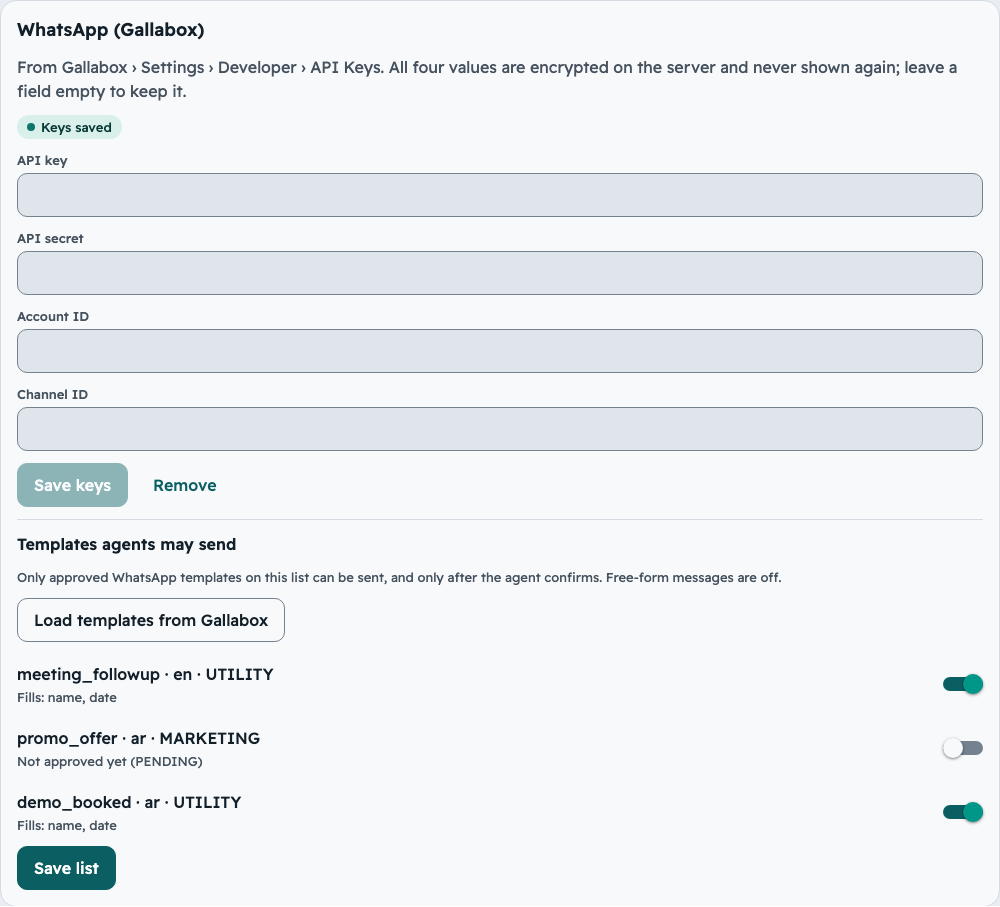 WhatsApp (Gallabox)
From Gallabox › Settings › Developer › API Keys. All four values are encrypted on the server and never shown again; leave a
field empty to keep it.
Keys saved
API key
API secret
Account ID
Channel ID
Save keys
Remove
Templates agents may send
Only approved WhatsApp templates on this list can be sent, and only after the agent confirms. Free-form messages are off.
Load templates from Gallabox
meeting_followup · en · UTILITY
Fills: name, date
promo_offer · ar · MARKETING
Not approved yet (PENDING)
demo_booked · ar · UTILITY
Fills: name, date
Save list